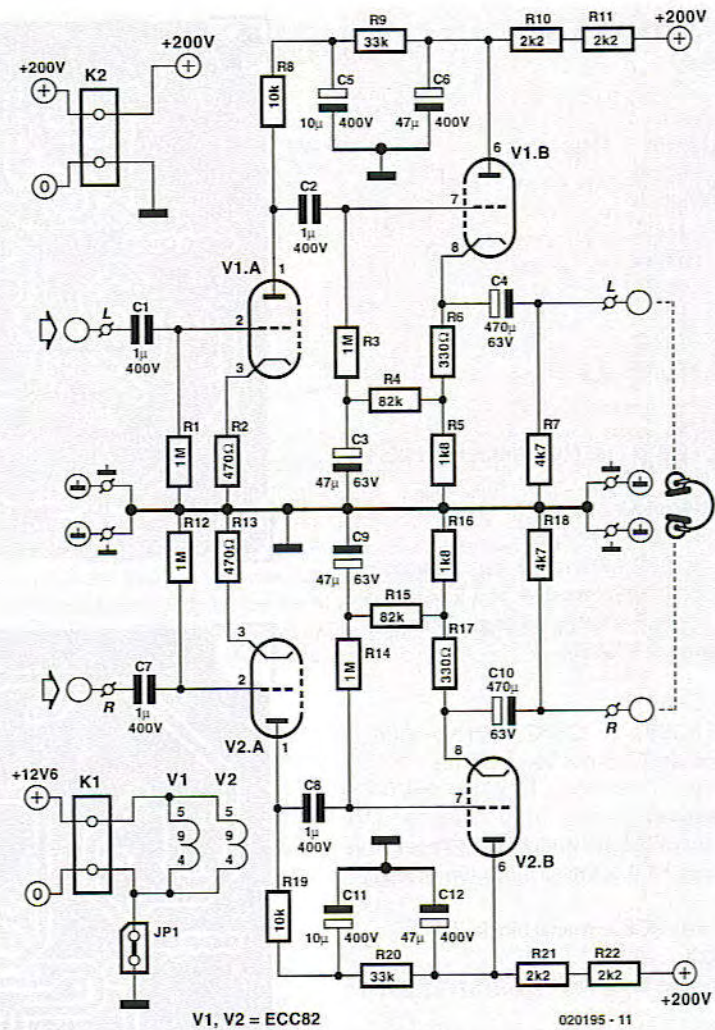 R9
33k
R10
2k2
R11
2k2
+200V
+200V
K2
+200V
0
R8
10k
C5
10µ
400V
C6
47µ
400V
6
V1.B
7
8
C2
1µ
400V
V1.A
1
2
3
L
C1
1µ
400V
R3
1M
R4
82k
R6
330Ω
C4
470µ
63V
L
R1
1M
R2
470Ω
C3
47µ
63V
R5
1k8
R7
4k7
R12
1M
R13
470Ω
C9
47µ
63V
R16
1k8
R18
4k7
R15
82k
R14
1M
R17
330Ω
C10
470µ
63V
R
R
C7
1µ
400V
3
2
V2.A
1
C8
1µ
400V
8
7
V2.B
6
+12V6
K1
0
V1
V2
5
9
4
5
9
4
JP1
R19
10k
C11
10µ
400V
C12
47µ
400V
R20
33k
R21
2k2
R22
2k2
+200V
V1, V2 = ECC82
020195 - 11